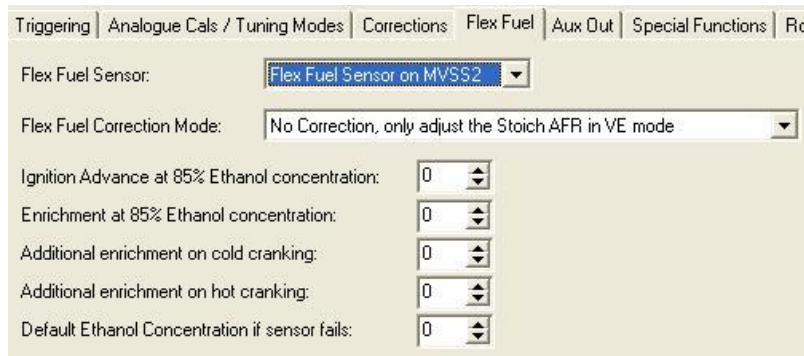 Triggering Analogue Cals / Tuning Modes Corrections Flex Fuel Aux Out Special Functions
Flex Fuel Sensor: Flex Fuel Sensor on MVSS2
Flex Fuel Correction Mode: No Correction, only adjust the Stoich AFR in VE mode
Ignition Advance at 85% Ethanol concentration: 0
Enrichment at 85% Ethanol concentration: 0
Additional enrichment on cold cranking: 0
Additional enrichment on hot cranking: 0
Default Ethanol Concentration if sensor fails: 0